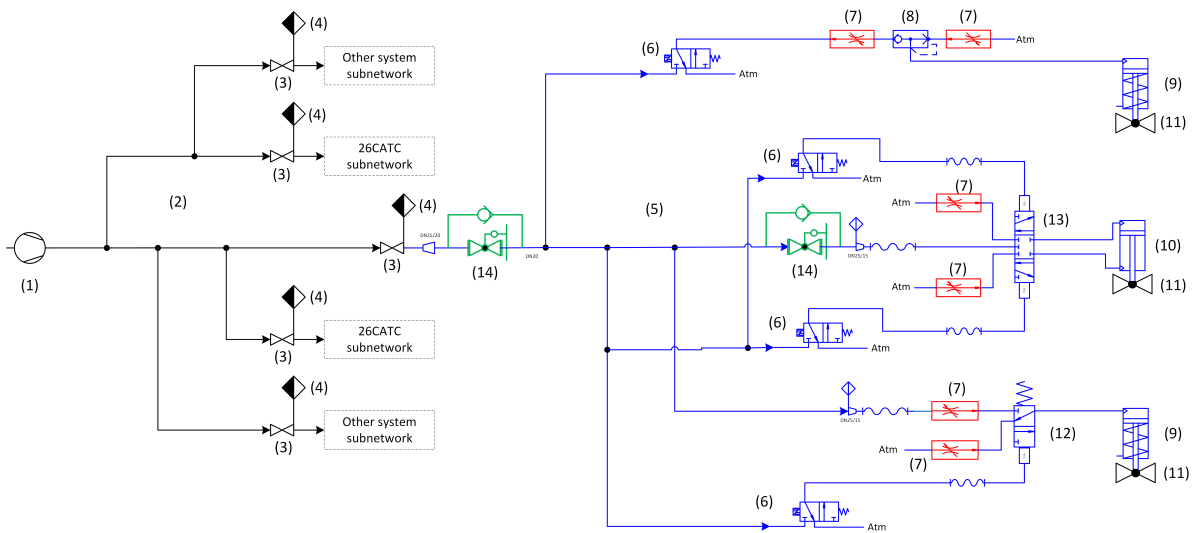 (4)
(7)
(8)
(7)
Atm
(6)
Other system
subnetwork
(3)
Atm
(9)
(4)
(11)
26CATC
subnetwork
(3)
(6)
Atm
(2)
(4)
(5)
Atm
(7)
(13)
DN25/20
(3)
(14)
DN20
(14)
DN25/15
(10)
(1)
(7)
Atm
(11)
(4)
(6)
26CATC
subnetwork
(3)
Atm
(4)
(7)
DN25/15
Other system
subnetwork
(3)
(12)
(9)
Atm
(7)
(11)
(6)
Atm